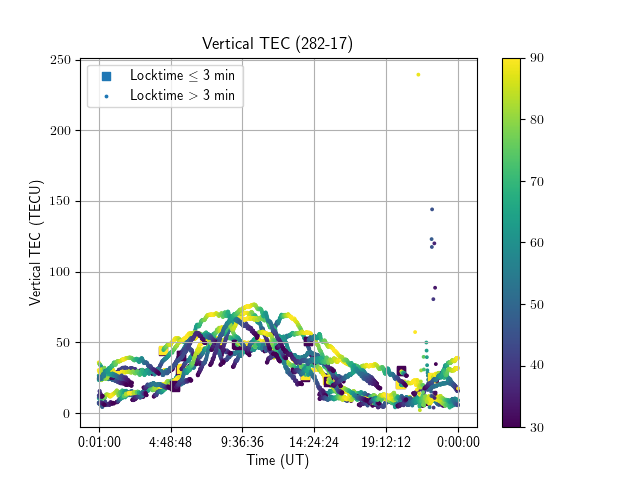 Vertical TEC (282-17)
Locktime ≤ 3 min
Locktime > 3 min
250
200
150
100
50
0
Vertical TEC (TECU)
0:01:00 4:48:48 9:36:36 14:24:24 19:12:12 0:00:00
Time (UT)
90
80
70
60
50
40
30